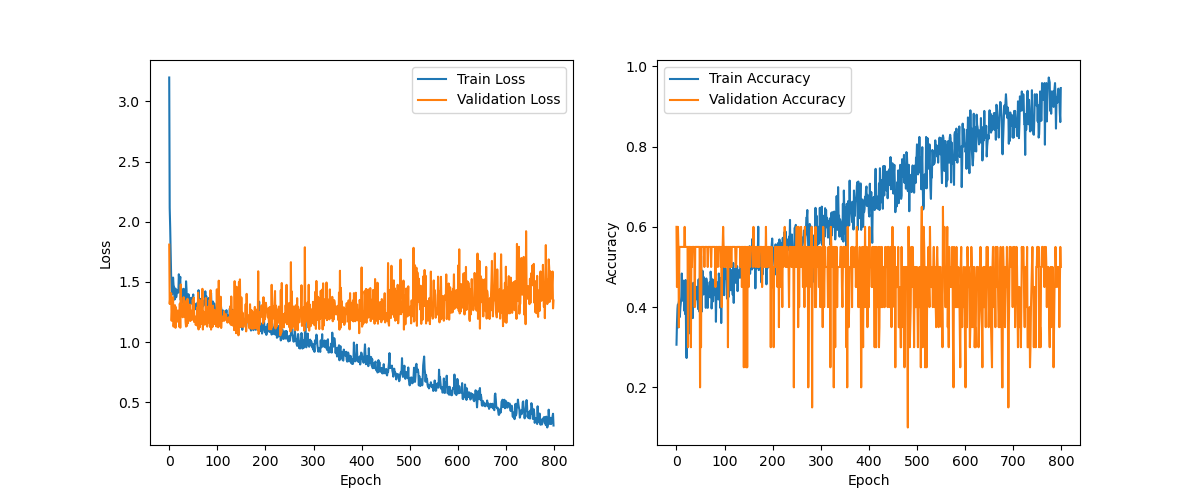 Train Loss
Validation Loss
3.0
2.5
2.0
1.5
1.0
0.5
Loss
0 100 200 300 400 500 600 700 800
Epoch
Train Accuracy
Validation Accuracy
1.0
0.8
0.6
0.4
0.2
Accuracy
0 100 200 300 400 500 600 700 800
Epoch